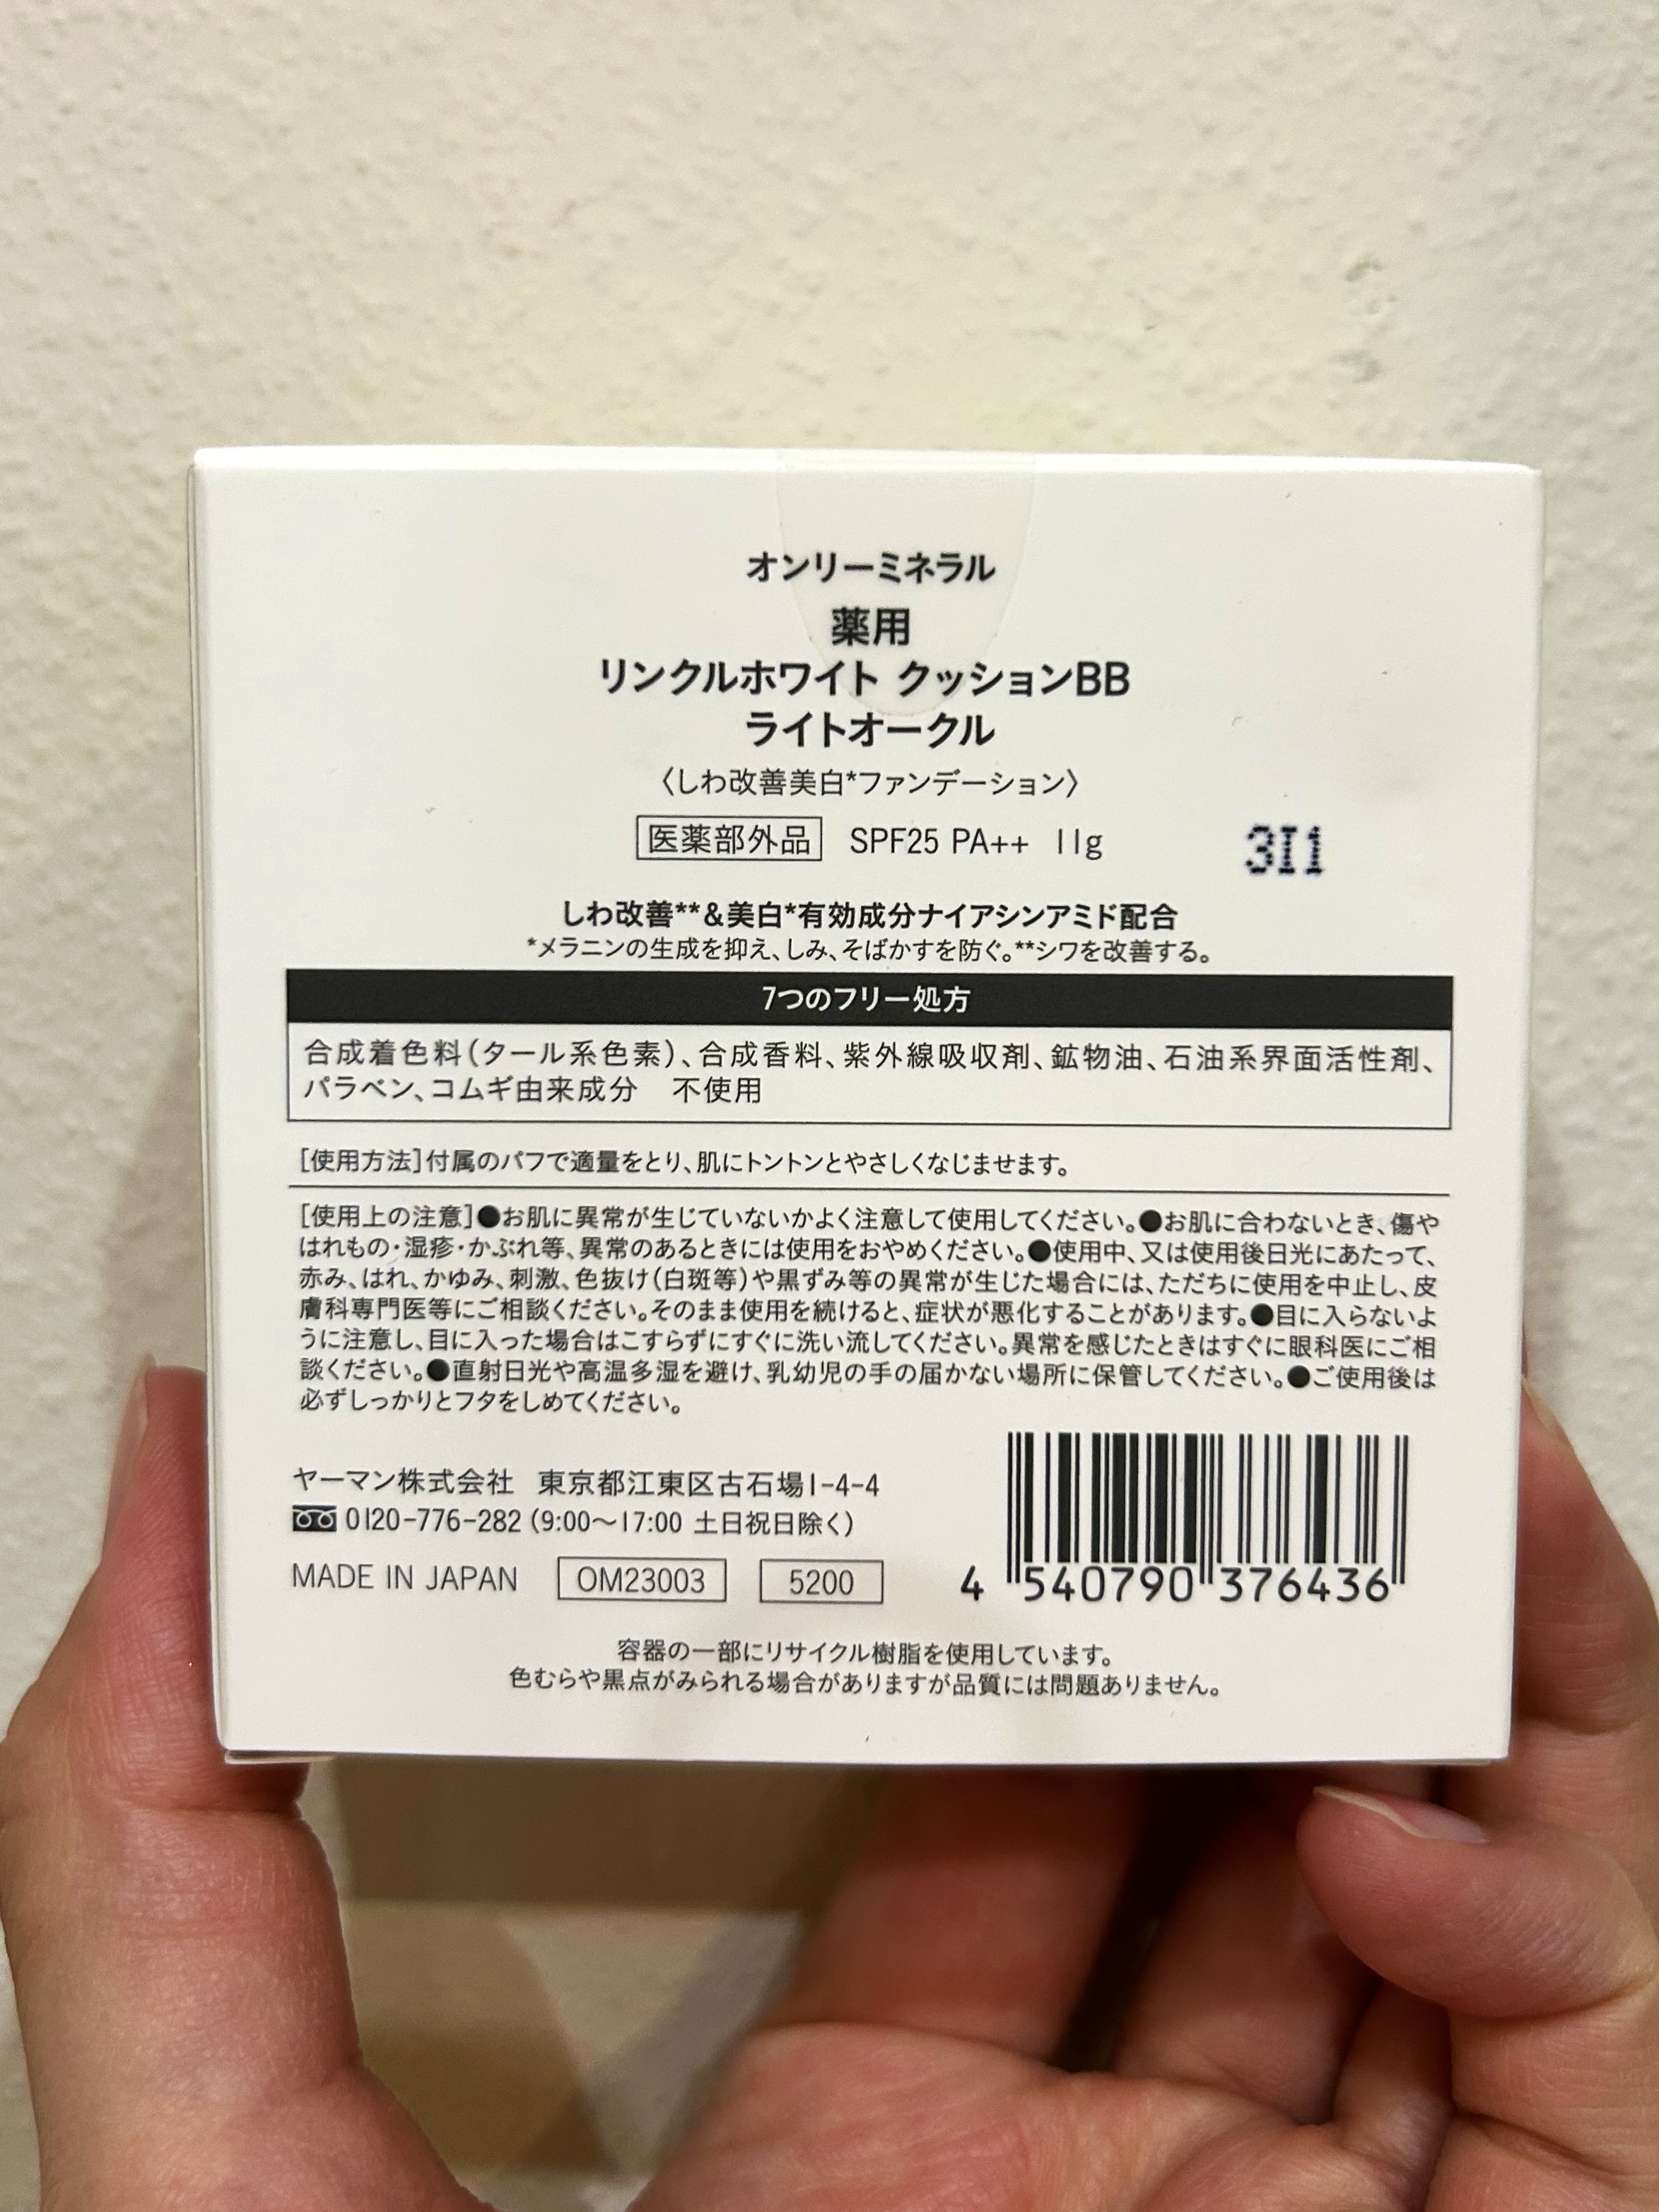 オンリーミネラル
薬用
リンクルホワイト クッションBB
ライトオークル
〈しわ改善美白*ファンデーション〉
医薬部外品 SPF25 PA++ 11g
3I1
しわ改善**&美白*有効成分ナイアシンアミド配合
*メラニンの生成を抑え、しみ、そばかすを防ぐ。**シワを改善する。
7つのフリー処方
合成着色料(タール系色素)、合成香料、紫外線吸収剤、鉱物油、石油系界面活性剤、
パラベン、コムギ由来成分 不使用
[使用方法]付属のパフで適量をとり、肌にトントンとやさしくなじませます。
[使用上の注意]●お肌に異常が生じていないかよく注意して使用してください。●お肌に合わないとき、傷や
はれもの・湿疹・かぶれ等、異常のあるときには使用をおやめください。●使用中、又は使用後日光にあたって、
赤み、はれ、かゆみ、刺激、色抜け(白斑等)や黒ずみ等の異常が生じた場合には、ただちに使用を中止し、皮
膚科専門医等にご相談ください。そのまま使用を続けると、症状が悪化することがあります。●目に入らないよ
うに注意し、目に入った場合はこすらずにすぐに洗い流してください。異常を感じたときはすぐに眼科医にご相
談ください。●直射日光や高温多湿を避け、乳幼児の手の届かない場所に保管してください。●ご使用後は
必ずしっかりとフタをしめてください。
ヤーマン株式会社 東京都江東区古石場1-4-4
0120-776-282(9:00〜17:00 土日祝日除く)
MADE IN JAPAN OM23003 5200
4 540790 376436
容器の一部にリサイクル樹脂を使用しています。
色むらや黒点がみられる場合がありますが品質には問題ありません。